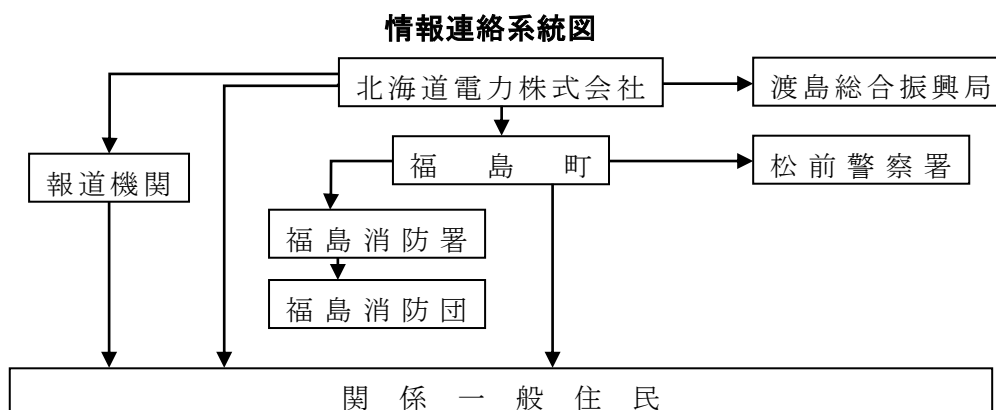 情報連絡系統図
北海道電力株式会社
渡島総合振興局
福島町
松前警察署
報道機関
福島消防署
福島消防団
関係一般住民